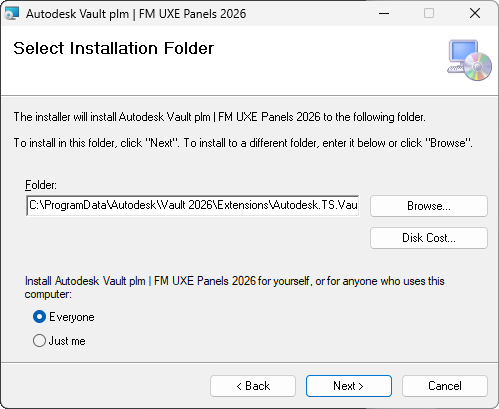 Autodesk Vault plm | FM UXE Panels 2026
Select Installation Folder
The installer will install Autodesk Vault plm | FM UXE Panels 2026 to the following folder.
To install in this folder, click "Next". To install to a different folder, enter it below or click "Browse".
Folder:
C:\ProgramData\Autodesk\Vault 2026\Extensions\Autodesk.TS.Vau
Browse...
Disk Cost...
Install Autodesk Vault plm | FM UXE Panels 2026 for yourself, or for anyone who uses this
computer:
Everyone
Just me
< Back
Next >
Cancel